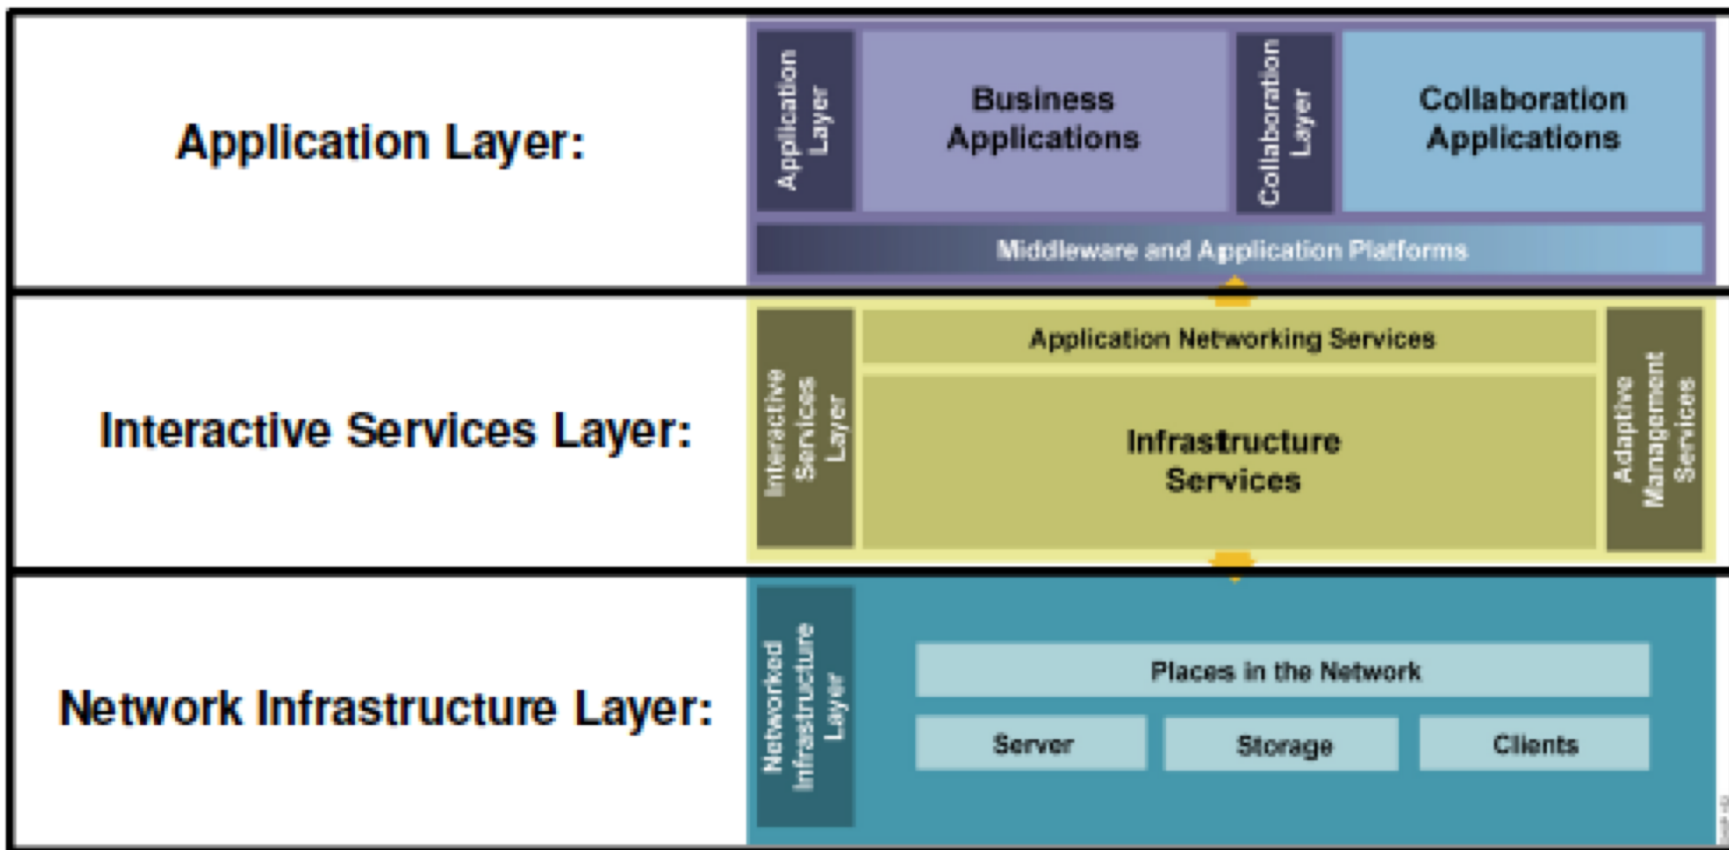 Application Layer:
Application
Layer
Business
Applications
Collaboration
Layer
Collaboration
Applications
Middleware and Application Platforms
Interactive Services Layer:
Interactive
Services
Layer
Application Networking Services
Infrastructure
Services
Adaptive
Management
Services
Network Infrastructure Layer:
Networked
Infrastructure
Layer
Places in the Network
Server
Storage
Clients